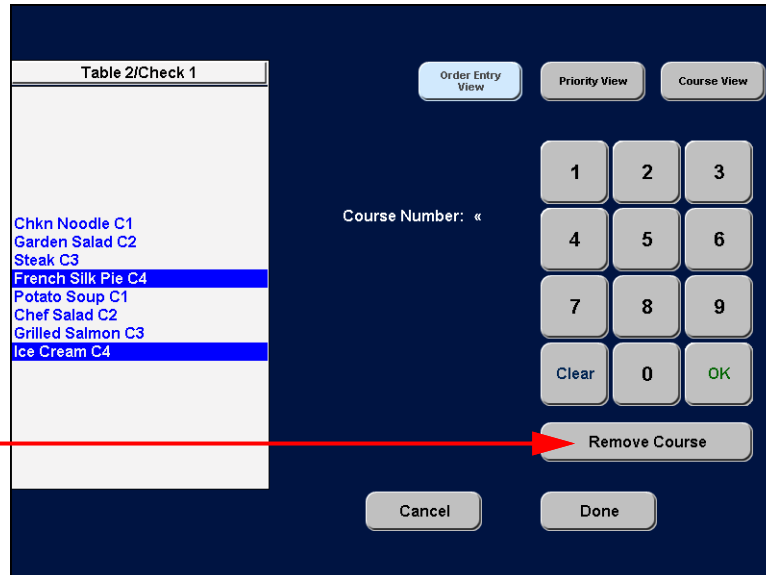 Table 2/Check 1
Order Entry
View
Priority View
Course View
Chkn Noodle C1
Garden Salad C2
Steak C3
French Silk Pie C4
Potato Soup C1
Chef Salad C2
Grilled Salmon C3
Ice Cream C4
Course Number: «
1 2 3
4 5 6
7 8 9
Clear 0 OK
Remove Course
Cancel
Done